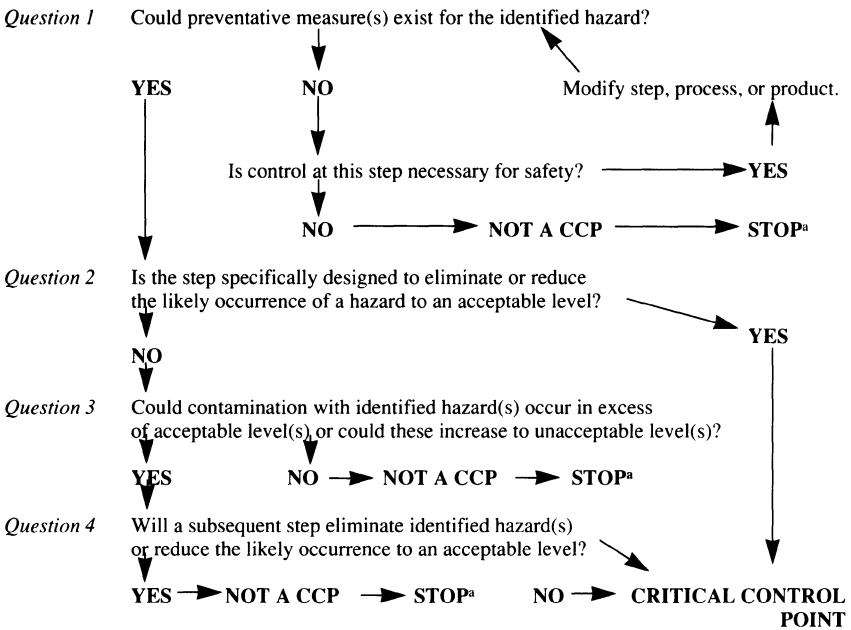 Question 1 Could preventative measure(s) exist for the identified hazard?
YES NO Modify step, process, or product.
Is control at this step necessary for safety? YES
NO NOT A CCP STOPᵃ
Question 2 Is the step specifically designed to eliminate or reduce
the likely occurrence of a hazard to an acceptable level?
YES
NO
Question 3 Could contamination with identified hazard(s) occur in excess
of acceptable level(s) or could these increase to unacceptable level(s)?
YES NO NOT A CCP STOPᵃ
Question 4 Will a subsequent step eliminate identified hazard(s)
or reduce the likely occurrence to an acceptable level?
YES NOT A CCP STOPᵃ NO CRITICAL CONTROL
POINT